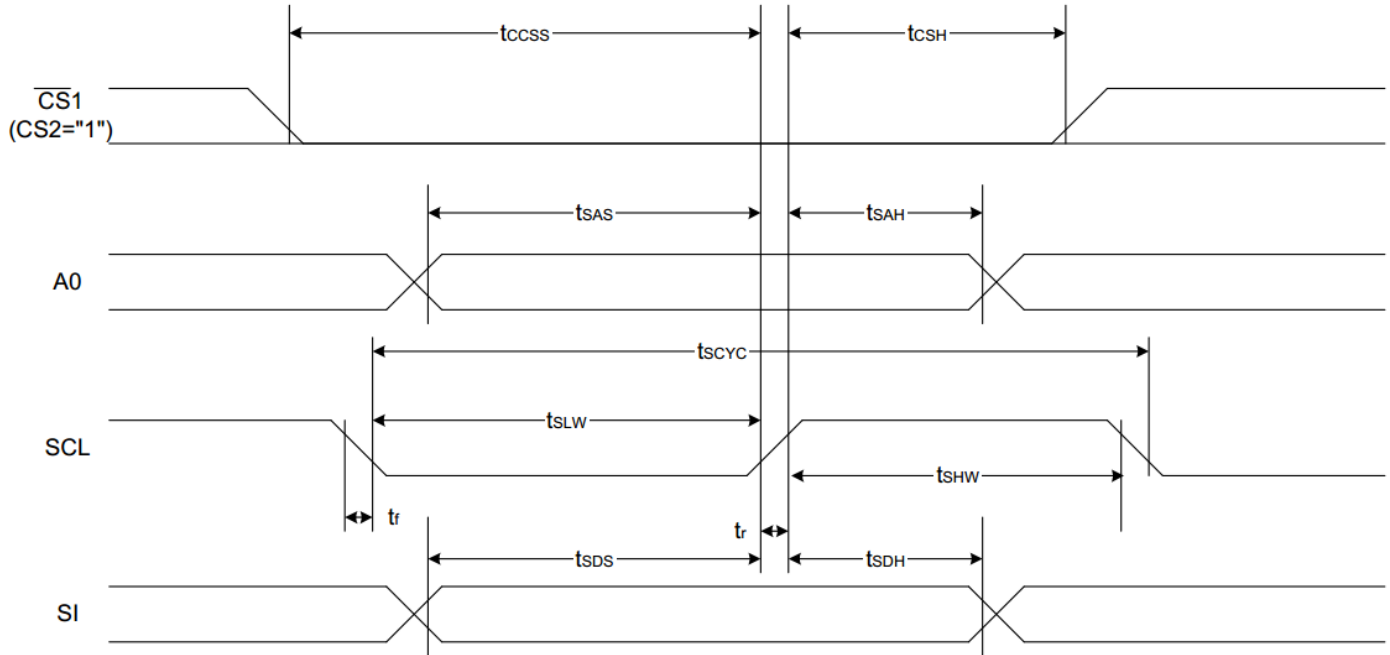 tCCSS
tCSH
CS1
(CS2="1")
tSAS
tSAH
A0
tSCYC
tSLW
SCL
tSHW
tf
tr
tSDS
tSDH
SI